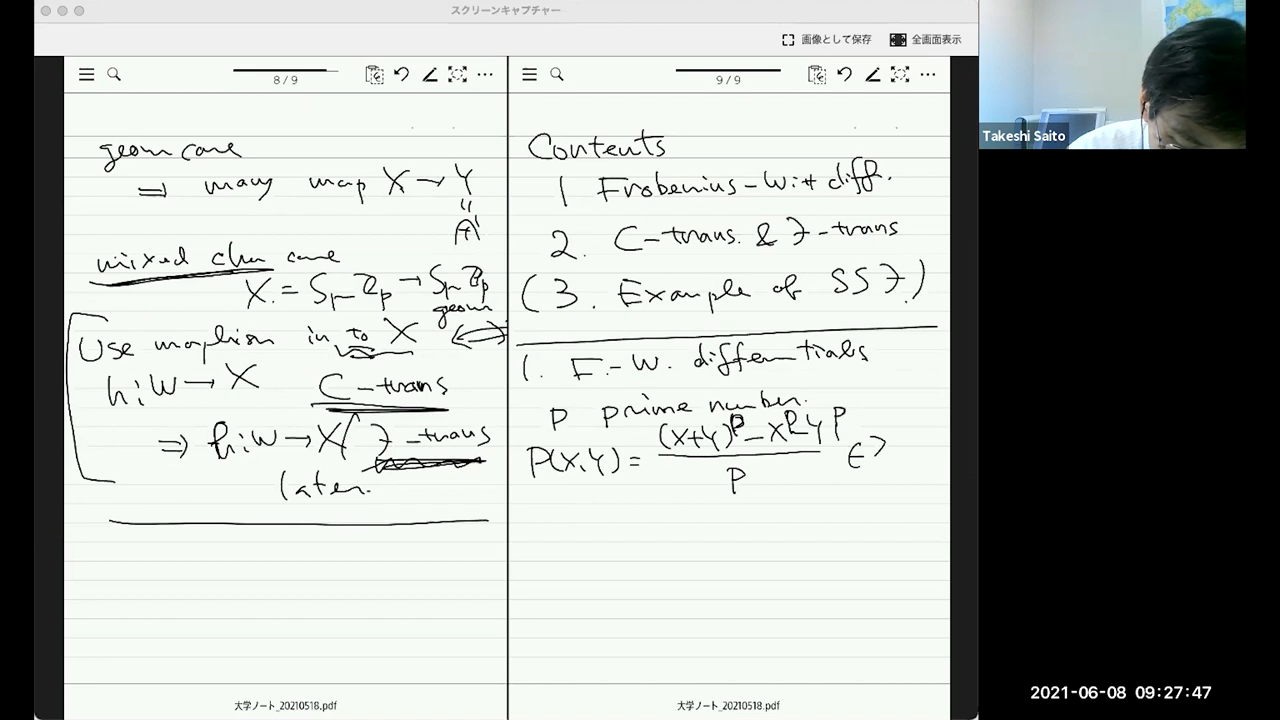 スクリーンキャプチャー
画像として保存
全画面表示
8 / 9
geom case
⇒ many map X → Y
=
A¹
mixed char case
X = Sp Zp → Sp Zp
geom
Use morphism in to X
h: W → X C-trans
⇒ h: W → X F-trans
later.
大学ノート_20210518.pdf
9 / 9
Contents
1 Frobenius-Witt diff.
2. C-trans. & F-trans
(3. Example of SS F.)
1. F.-W. differentials
P prime number.
P(X,Y) = (X+Y)^p - X^p - Y^p / p ∈ Z
大学ノート_20210518.pdf
Takeshi Saito
2021-06-08 09:27:47